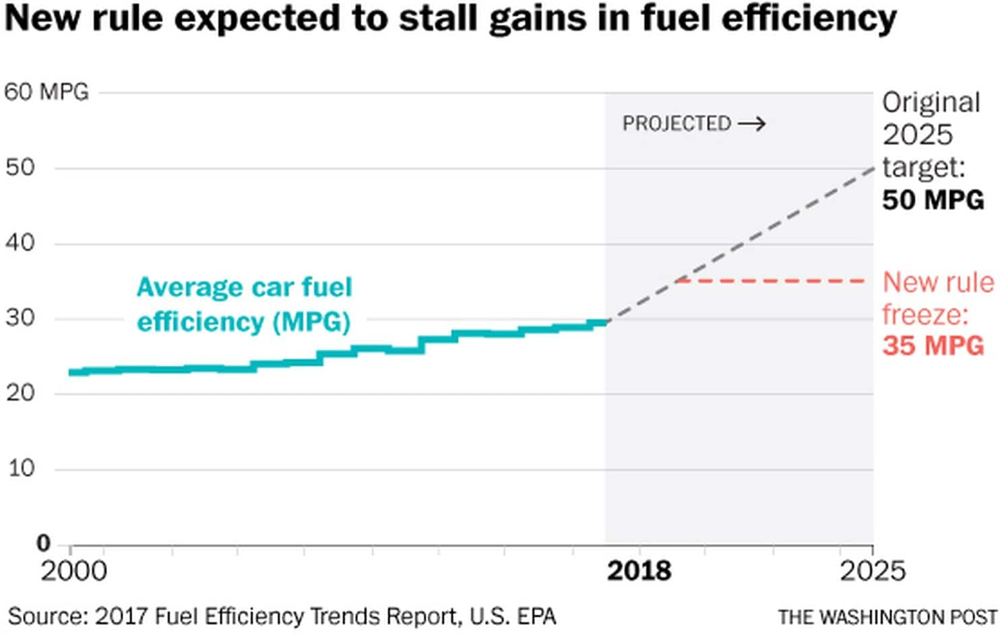 New rule expected to stall gains in fuel efficiency
60 MPG
50
40
30
20
10
0
PROJECTED →
Original
2025
target:
50 MPG
Average car fuel
efficiency (MPG)
New rule
freeze:
35 MPG
2000
2018
2025
Source: 2017 Fuel Efficiency Trends Report, U.S. EPA
THE WASHINGTON POST